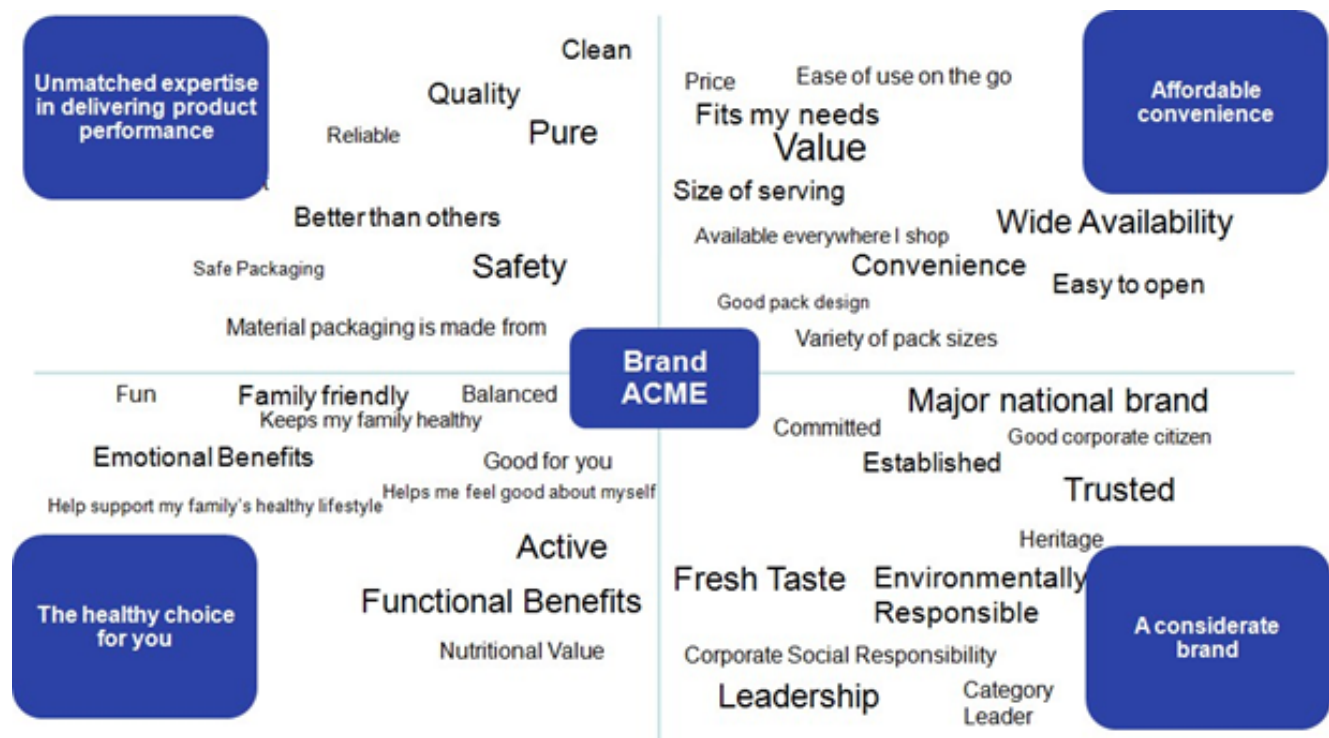 Unmatched expertise
in delivering product
performance
Clean
Quality
Reliable
Pure
Better than others
Safe Packaging
Safety
Material packaging is made from
Affordable
convenience
Price
Ease of use on the go
Fits my needs
Value
Size of serving
Wide Availability
Available everywhere I shop
Convenience
Easy to open
Good pack design
Variety of pack sizes
Brand
ACME
Fun
Family friendly
Balanced
Keeps my family healthy
Emotional Benefits
Good for you
Helps me feel good about myself
Help support my family's healthy lifestyle
Active
Functional Benefits
Nutritional Value
The healthy choice
for you
Major national brand
Committed
Good corporate citizen
Established
Trusted
Heritage
Fresh Taste
Environmentally
Responsible
Corporate Social Responsibility
Leadership
Category
Leader
A considerate
brand